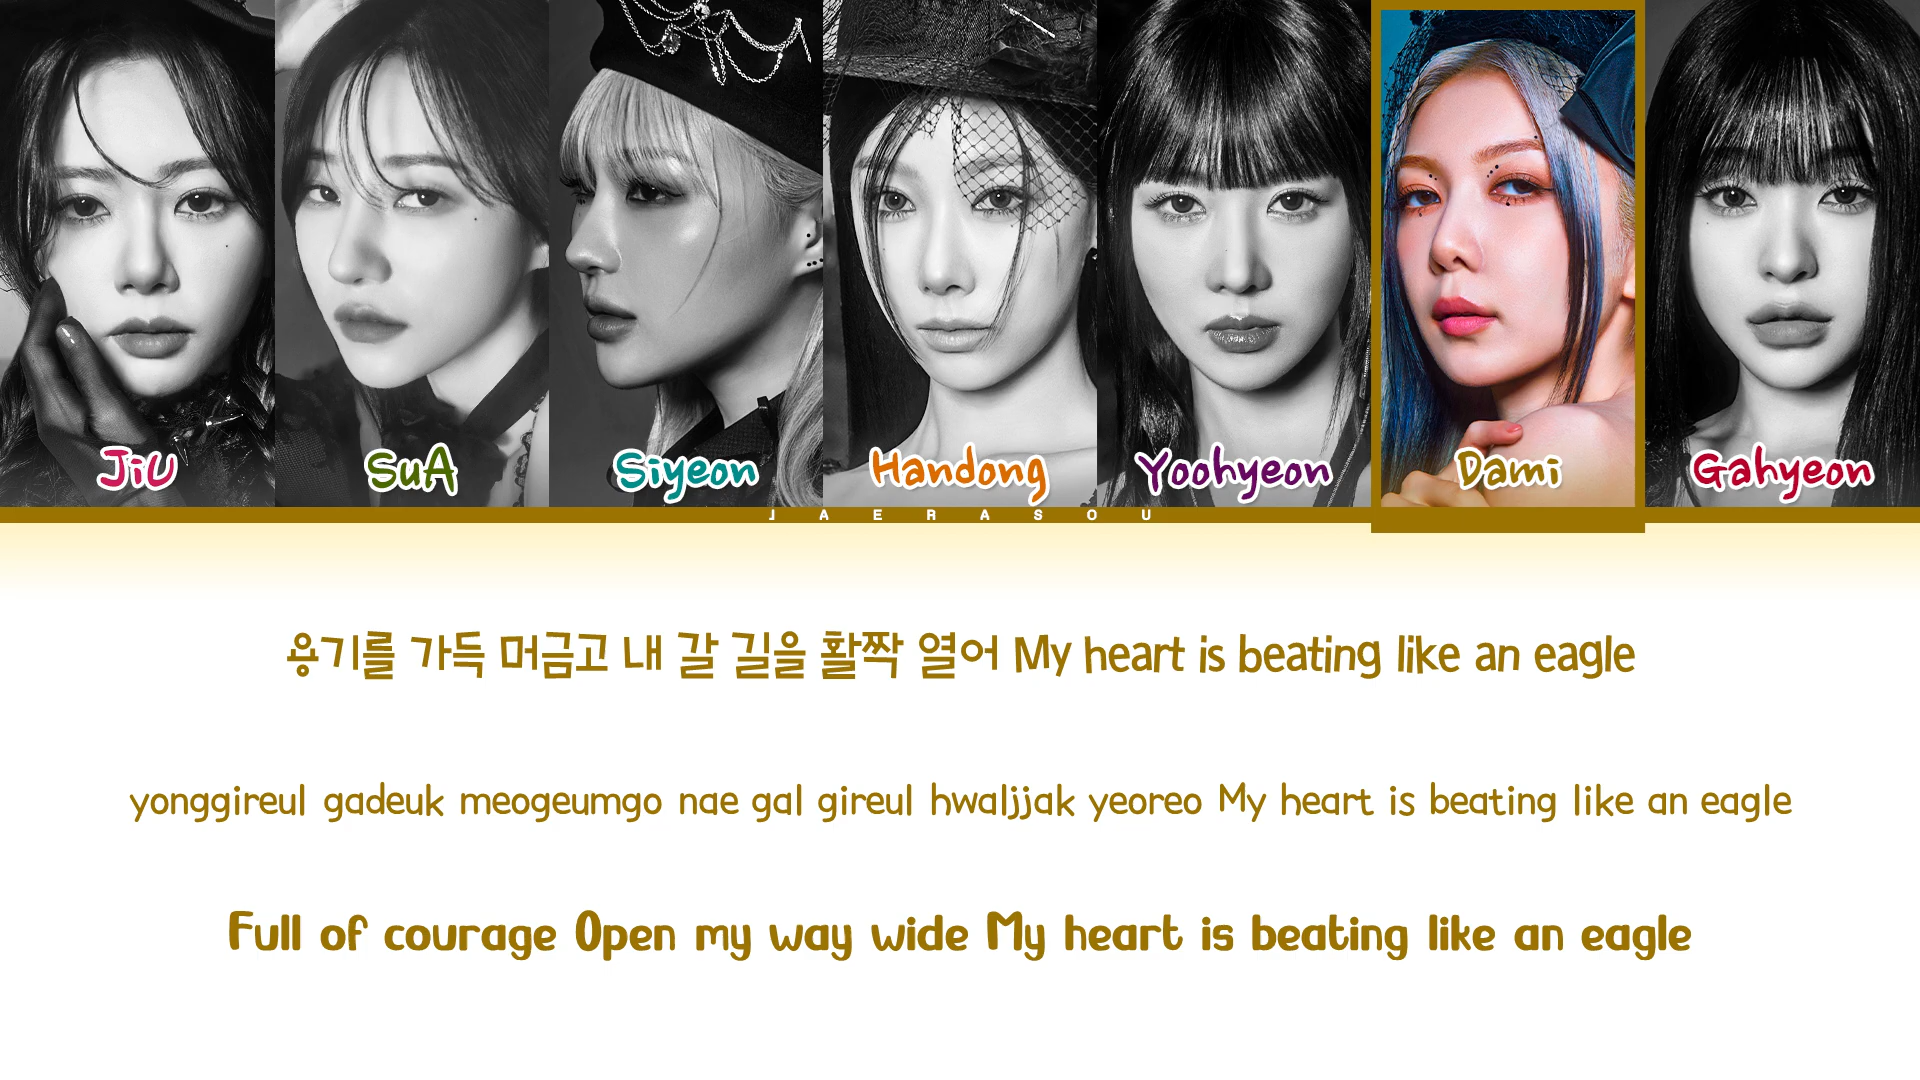 JiU SuA Siyeon Handong Yoohyeon Dami Gahyeon
JAERASOU
용기를 가득 머금고 내 갈 길을 활짝 열어 My heart is beating like an eagle
yonggireul gadeuk meogeumgo nae gal gireul hwaljjak yeoreo My heart is beating like an eagle
Full of courage Open my way wide My heart is beating like an eagle